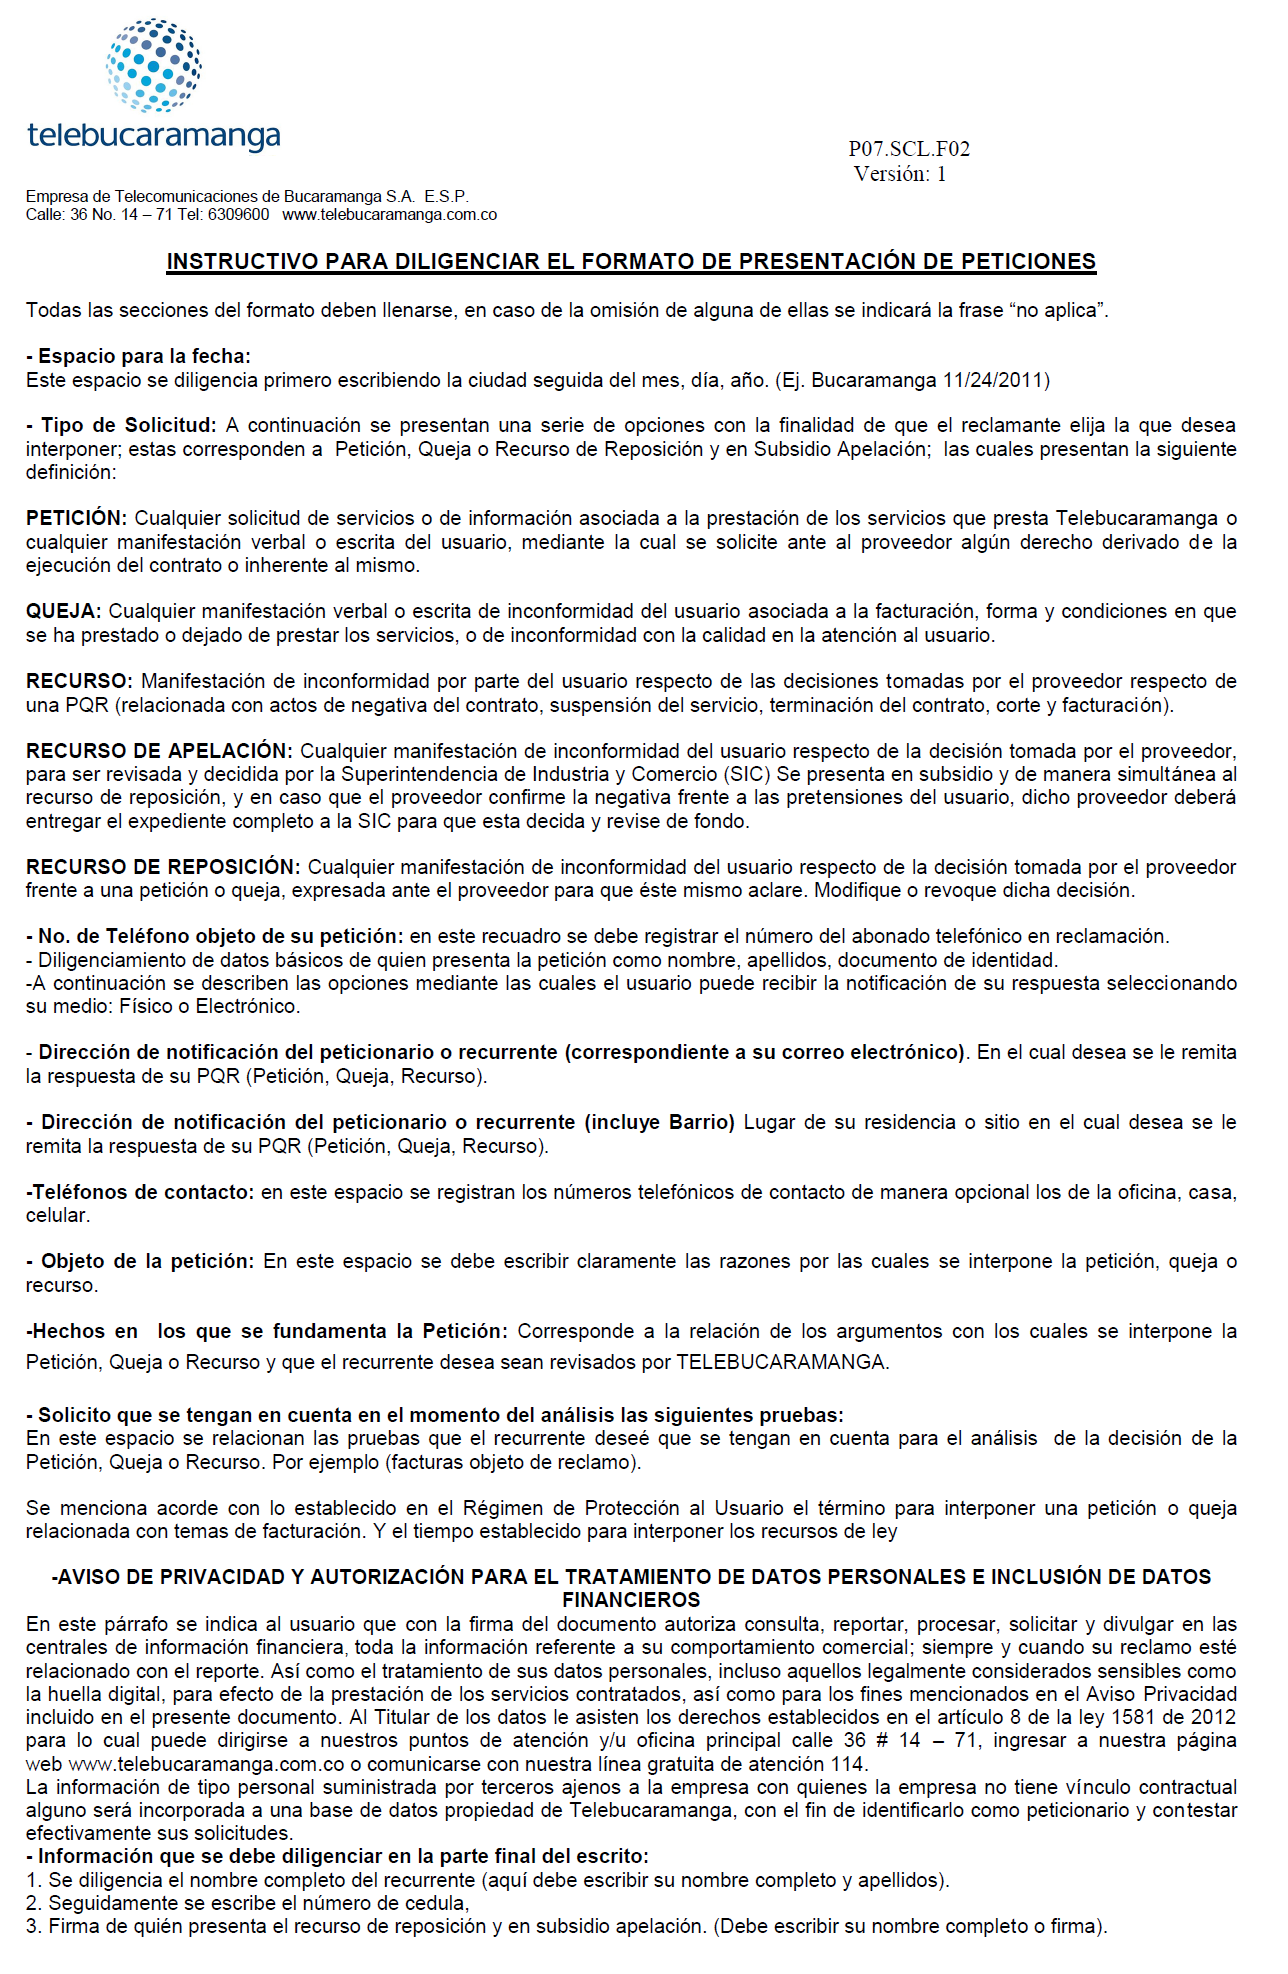 telebucaramanga
P07.SCL.F02
Versión: 1
Empresa de Telecomunicaciones de Bucaramanga S.A. E.S.P.
Calle: 36 No. 14 – 71 Tel: 6309600 www.telebucaramanga.com.co
INSTRUCTIVO PARA DILIGENCIAR EL FORMATO DE PRESENTACIÓN DE PETICIONES
Todas las secciones del formato deben llenarse, en caso de la omisión de alguna de ellas se indicará la frase “no aplica”.
- Espacio para la fecha:
Este espacio se diligencia primero escribiendo la ciudad seguida del mes, día, año. (Ej. Bucaramanga 11/24/2011)
- Tipo de Solicitud: A continuación se presentan una serie de opciones con la finalidad de que el reclamante elija la que desea
interponer; estas corresponden a Petición, Queja o Recurso de Reposición y en Subsidio Apelación; las cuales presentan la siguiente
definición:
PETICIÓN: Cualquier solicitud de servicios o de información asociada a la prestación de los servicios que presta Telebucaramanga o
cualquier manifestación verbal o escrita del usuario, mediante la cual se solicite ante al proveedor algún derecho derivado de la
ejecución del contrato o inherente al mismo.
QUEJA: Cualquier manifestación verbal o escrita de inconformidad del usuario asociada a la facturación, forma y condiciones en que
se ha prestado o dejado de prestar los servicios, o de inconformidad con la calidad en la atención al usuario.
RECURSO: Manifestación de inconformidad por parte del usuario respecto de las decisiones tomadas por el proveedor respecto de
una PQR (relacionada con actos de negativa del contrato, suspensión del servicio, terminación del contrato, corte y facturación).
RECURSO DE APELACIÓN: Cualquier manifestación de inconformidad del usuario respecto de la decisión tomada por el proveedor,
para ser revisada y decidida por la Superintendencia de Industria y Comercio (SIC) Se presenta en subsidio y de manera simultánea al
recurso de reposición, y en caso que el proveedor confirme la negativa frente a las pretensiones del usuario, dicho proveedor deberá
entregar el expediente completo a la SIC para que esta decida y revise de fondo.
RECURSO DE REPOSICIÓN: Cualquier manifestación de inconformidad del usuario respecto de la decisión tomada por el proveedor
frente a una petición o queja, expresada ante el proveedor para que éste mismo aclare. Modifique o revoque dicha decisión.
- No. de Teléfono objeto de su petición: en este recuadro se debe registrar el número del abonado telefónico en reclamación.
- Diligenciamiento de datos básicos de quien presenta la petición como nombre, apellidos, documento de identidad.
-A continuación se describen las opciones mediante las cuales el usuario puede recibir la notificación de su respuesta seleccionando
su medio: Físico o Electrónico.
- Dirección de notificación del peticionario o recurrente (correspondiente a su correo electrónico). En el cual desea se le remita
la respuesta de su PQR (Petición, Queja, Recurso).
- Dirección de notificación del peticionario o recurrente (incluye Barrio) Lugar de su residencia o sitio en el cual desea se le
remita la respuesta de su PQR (Petición, Queja, Recurso).
-Teléfonos de contacto: en este espacio se registran los números telefónicos de contacto de manera opcional los de la oficina, casa,
celular.
- Objeto de la petición: En este espacio se debe escribir claramente las razones por las cuales se interpone la petición, queja o
recurso.
-Hechos en los que se fundamenta la Petición: Corresponde a la relación de los argumentos con los cuales se interpone la
Petición, Queja o Recurso y que el recurrente desea sean revisados por TELEBUCARAMANGA.
- Solicito que se tengan en cuenta en el momento del análisis las siguientes pruebas:
En este espacio se relacionan las pruebas que el recurrente deseé que se tengan en cuenta para el análisis de la decisión de la
Petición, Queja o Recurso. Por ejemplo (facturas objeto de reclamo).
Se menciona acorde con lo establecido en el Régimen de Protección al Usuario el término para interponer una petición o queja
relacionada con temas de facturación. Y el tiempo establecido para interponer los recursos de ley
-AVISO DE PRIVACIDAD Y AUTORIZACIÓN PARA EL TRATAMIENTO DE DATOS PERSONALES E INCLUSIÓN DE DATOS
FINANCIEROS
En este párrafo se indica al usuario que con la firma del documento autoriza consulta, reportar, procesar, solicitar y divulgar en las
centrales de información financiera, toda la información referente a su comportamiento comercial; siempre y cuando su reclamo esté
relacionado con el reporte. Así como el tratamiento de sus datos personales, incluso aquellos legalmente considerados sensibles como
la huella digital, para efecto de la prestación de los servicios contratados, así como para los fines mencionados en el Aviso Privacidad
incluido en el presente documento. Al Titular de los datos le asisten los derechos establecidos en el artículo 8 de la ley 1581 de 2012
para lo cual puede dirigirse a nuestros puntos de atención y/u oficina principal calle 36 # 14 – 71, ingresar a nuestra página
web www.telebucaramanga.com.co o comunicarse con nuestra línea gratuita de atención 114.
La información de tipo personal suministrada por terceros ajenos a la empresa con quienes la empresa no tiene vínculo contractual
alguno será incorporada a una base de datos propiedad de Telebucaramanga, con el fin de identificarlo como peticionario y contestar
efectivamente sus solicitudes.
- Información que se debe diligenciar en la parte final del escrito:
1. Se diligencia el nombre completo del recurrente (aquí debe escribir su nombre completo y apellidos).
2. Seguidamente se escribe el número de cedula,
3. Firma de quién presenta el recurso de reposición y en subsidio apelación. (Debe escribir su nombre completo o firma).